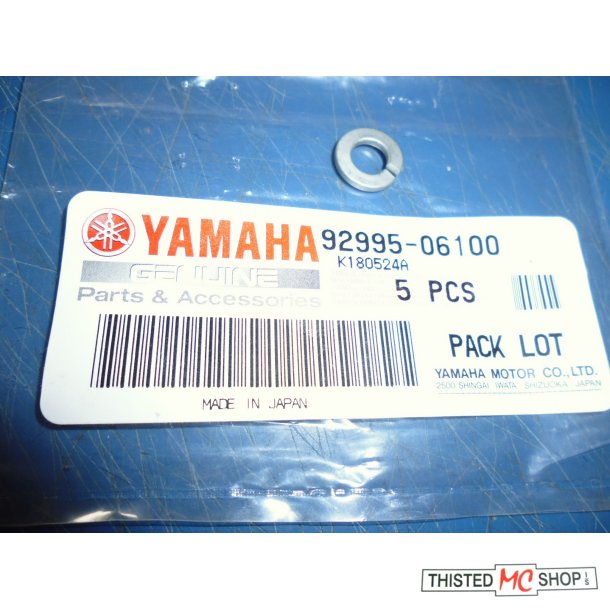 YAMAHA 92995-06100
K180524A
GENUINE
Parts & Accessories
5 PCS
PACK LOT
YAMAHA MOTOR CO.,LTD.
2500 SHINGAI IWATA SHIZUOKA JAPAN
MADE IN JAPAN
THISTED MC SHOP I/S